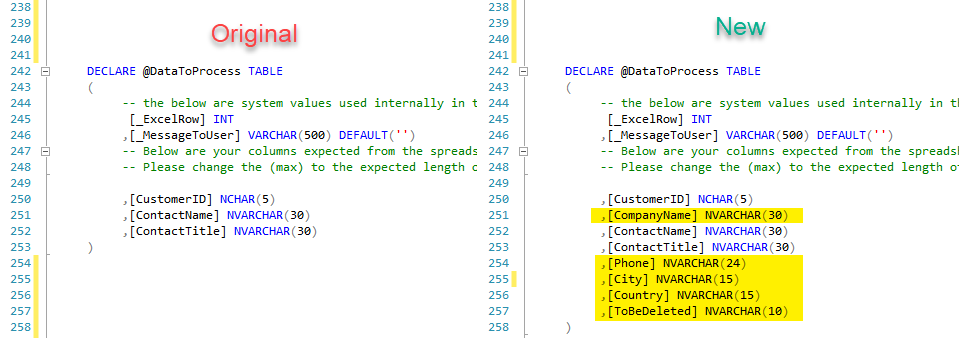 Original
238
239
240
241
242 DECLARE @DataToProcess TABLE
243 (
244 -- the below are system values used internally in t
245 [_ExcelRow] INT
246 ,[_MessageToUser] VARCHAR(500) DEFAULT('')
247 -- Below are your columns expected from the spreads
248 -- Please change the (max) to the expected length o
249
250 ,[CustomerID] NCHAR(5)
251 ,[ContactName] NVARCHAR(30)
252 ,[ContactTitle] NVARCHAR(30)
253 )
254
255
256
257
258
New
238
239
240
241
242 DECLARE @DataToProcess TABLE
243 (
244 -- the below are system values used internally in th
245 [_ExcelRow] INT
246 ,[_MessageToUser] VARCHAR(500) DEFAULT('')
247 -- Below are your columns expected from the spreadsh
248 -- Please change the (max) to the expected length of
249
250 ,[CustomerID] NCHAR(5)
251 ,[CompanyName] NVARCHAR(30)
252 ,[ContactName] NVARCHAR(30)
253 ,[ContactTitle] NVARCHAR(30)
254 ,[Phone] NVARCHAR(24)
255 ,[City] NVARCHAR(15)
256 ,[Country] NVARCHAR(15)
257 ,[ToBeDeleted] NVARCHAR(10)
258 )